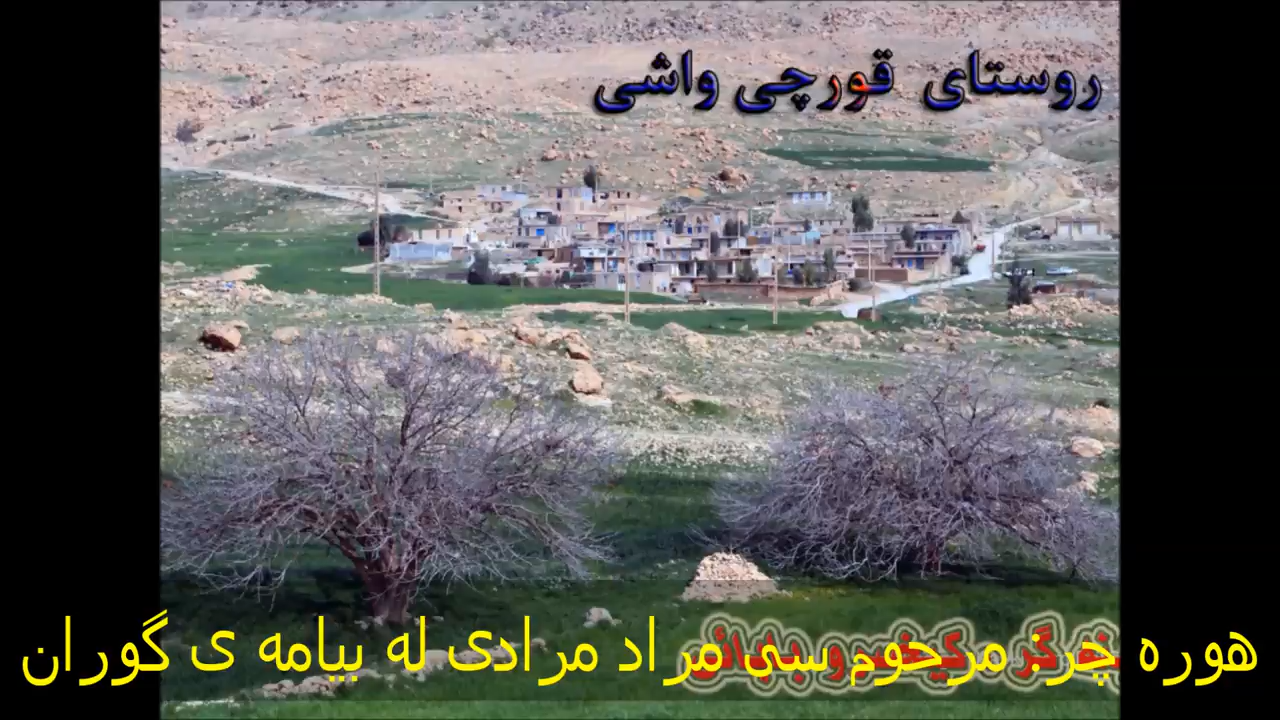 روستای قورچی واشی
هوره چر: مرحوم سی مراد مرادی له بیامه ی گوران